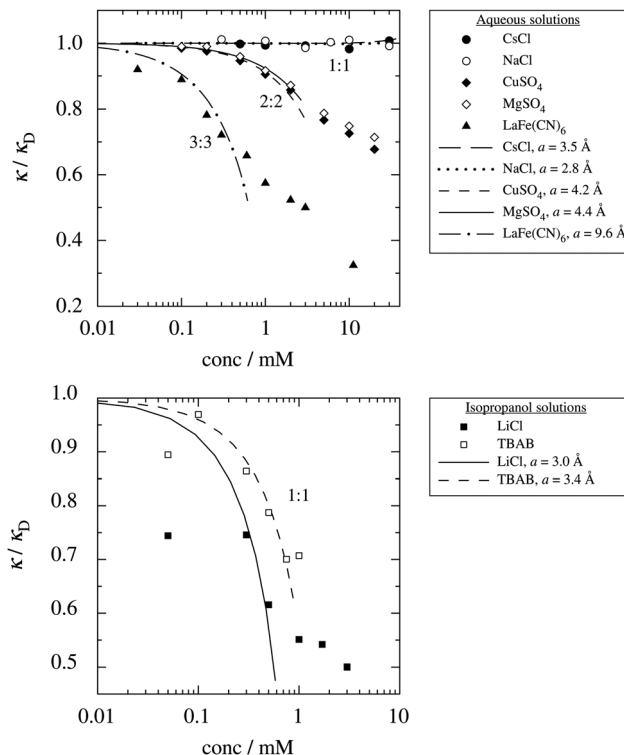 1.0
0.8
0.6
0.4
0.2
κ / κD
1:1
2:2
3:3
0.01
0.1
1
10
conc / mM
Aqueous solutions
CsCl
NaCl
CuSO4
MgSO4
LaFe(CN)6
CsCl, a = 3.5 Å
NaCl, a = 2.8 Å
CuSO4, a = 4.2 Å
MgSO4, a = 4.4 Å
LaFe(CN)6, a = 9.6 Å
1.0
0.9
0.8
0.7
0.6
0.5
κ / κD
1:1
0.01
0.1
1
10
conc / mM
Isopropanol solutions
LiCl
TBAB
LiCl, a = 3.0 Å
TBAB, a = 3.4 Å